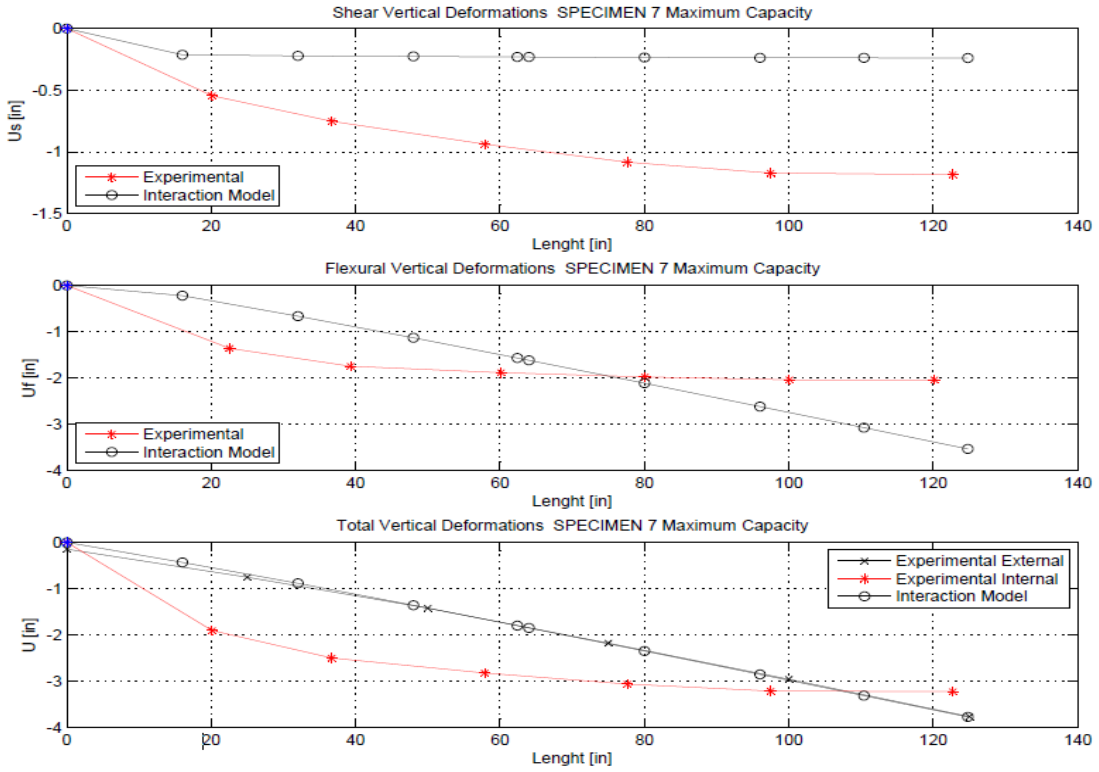 Shear Vertical Deformations SPECIMEN 7 Maximum Capacity
0
-0.5
-1
-1.5
Us [in]
Experimental
Interaction Model
0 20 40 60 80 100 120 140
Lenght [in]
Flexural Vertical Deformations SPECIMEN 7 Maximum Capacity
0
-1
-2
-3
-4
Uf [in]
Experimental
Interaction Model
0 20 40 60 80 100 120 140
Lenght [in]
Total Vertical Deformations SPECIMEN 7 Maximum Capacity
0
-1
-2
-3
-4
U [in]
Experimental External
Experimental Internal
Interaction Model
0 20 40 60 80 100 120 140
Lenght [in]